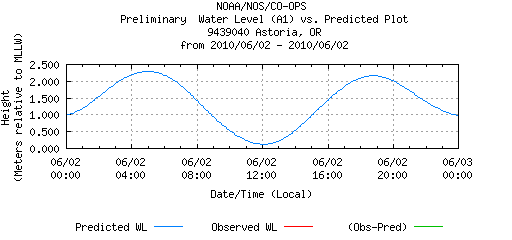 NOAA/NOS/CO-OPS
Preliminary Water Level (A1) vs. Predicted Plot
9439040 Astoria, OR
from 2010/06/02 - 2010/06/02
Height
(Meters relative to MLLW)
2.500
2.000
1.500
1.000
0.500
0.000
06/02 06/02 06/02 06/02 06/02 06/02 06/03
00:00 04:00 08:00 12:00 16:00 20:00 00:00
Date/Time (Local)
Predicted WL Observed WL (Obs-Pred)